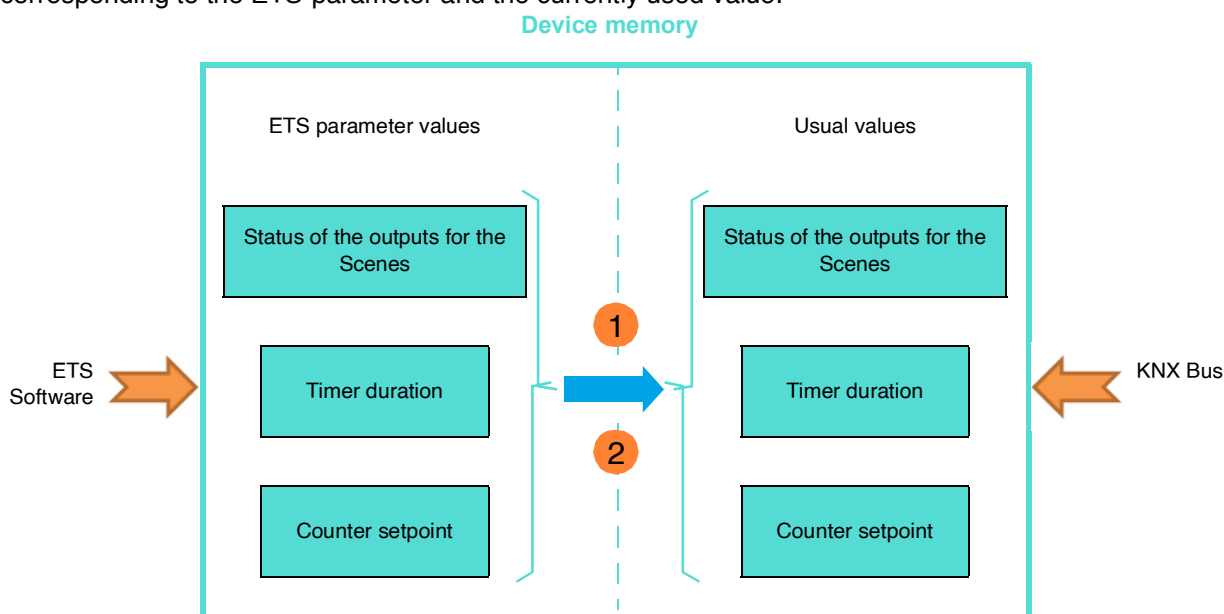 corresponding to the ETS parameter and the currently used value.
Device memory
ETS parameter values
Usual values
Status of the outputs for the
Scenes
Status of the outputs for the
Scenes
1
ETS
Software
Timer duration
Timer duration
KNX Bus
2
Counter setpoint
Counter setpoint